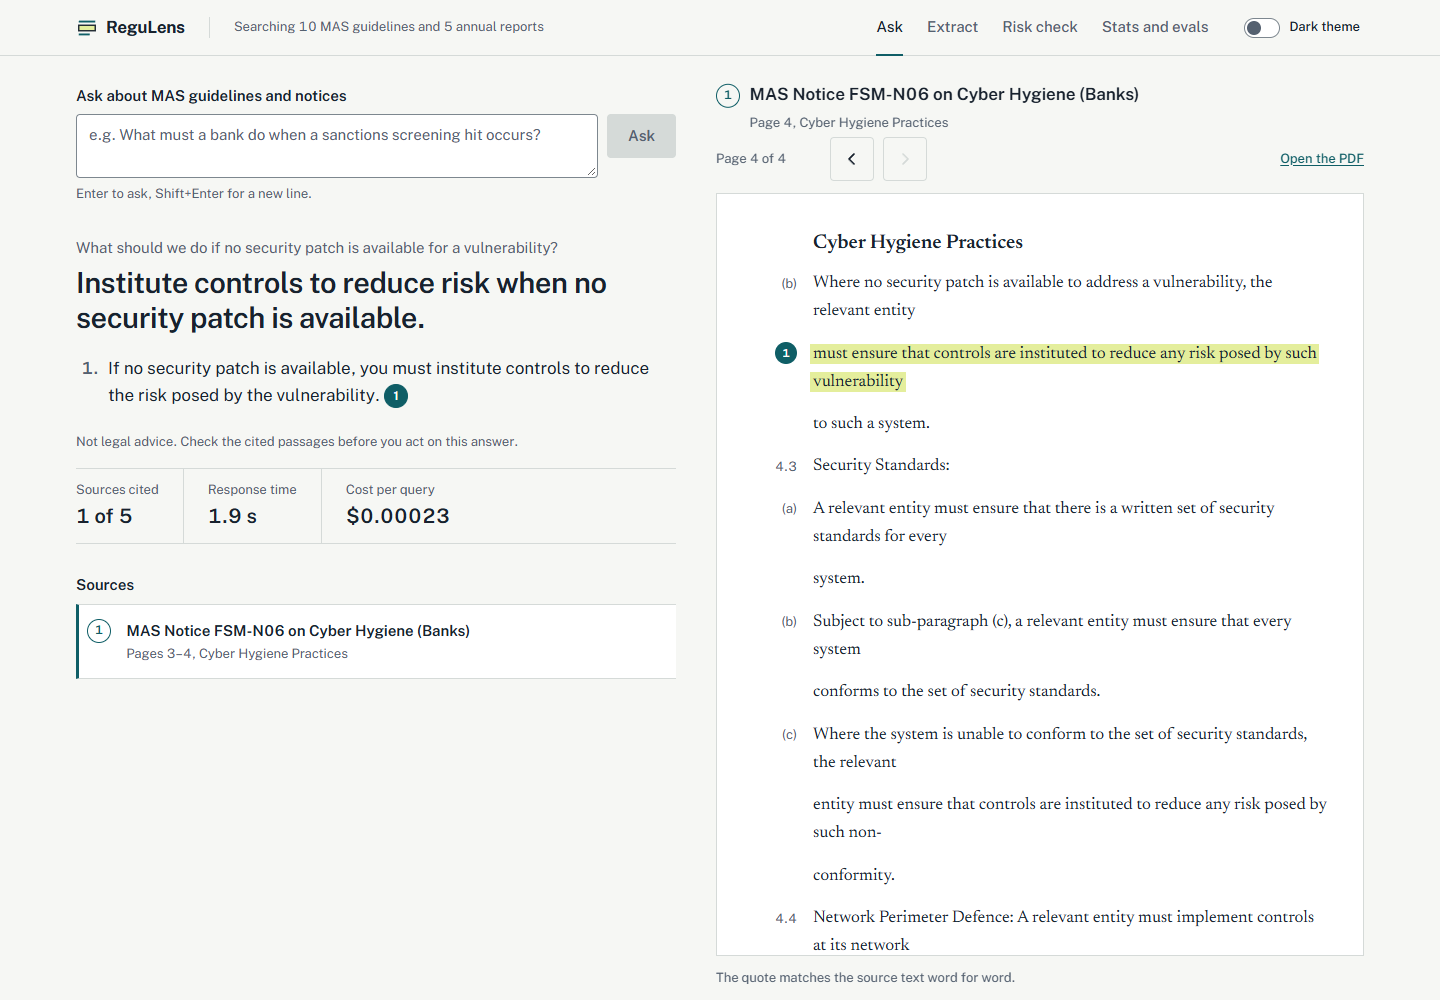 ReguLens
Searching 10 MAS guidelines and 5 annual reports
Ask
Extract
Risk check
Stats and evals
Dark theme
Ask about MAS guidelines and notices
e.g. What must a bank do when a sanctions screening hit occurs?
Ask
Enter to ask, Shift+Enter for a new line.
What should we do if no security patch is available for a vulnerability?
Institute controls to reduce risk when no
security patch is available.
1. If no security patch is available, you must institute controls to reduce
the risk posed by the vulnerability. 1
Not legal advice. Check the cited passages before you act on this answer.
Sources cited
1 of 5
Response time
1.9 s
Cost per query
$0.00023
Sources
1 MAS Notice FSM-N06 on Cyber Hygiene (Banks)
Pages 3–4, Cyber Hygiene Practices
1 MAS Notice FSM-N06 on Cyber Hygiene (Banks)
Page 4, Cyber Hygiene Practices
Page 4 of 4
Open the PDF
Cyber Hygiene Practices
(b) Where no security patch is available to address a vulnerability, the
relevant entity
1 must ensure that controls are instituted to reduce any risk posed by such
vulnerability
to such a system.
4.3 Security Standards:
(a) A relevant entity must ensure that there is a written set of security
standards for every
system.
(b) Subject to sub-paragraph (c), a relevant entity must ensure that every
system
conforms to the set of security standards.
(c) Where the system is unable to conform to the set of security standards,
the relevant
entity must ensure that controls are instituted to reduce any risk posed by
such non-
conformity.
4.4 Network Perimeter Defence: A relevant entity must implement controls
at its network
The quote matches the source text word for word.